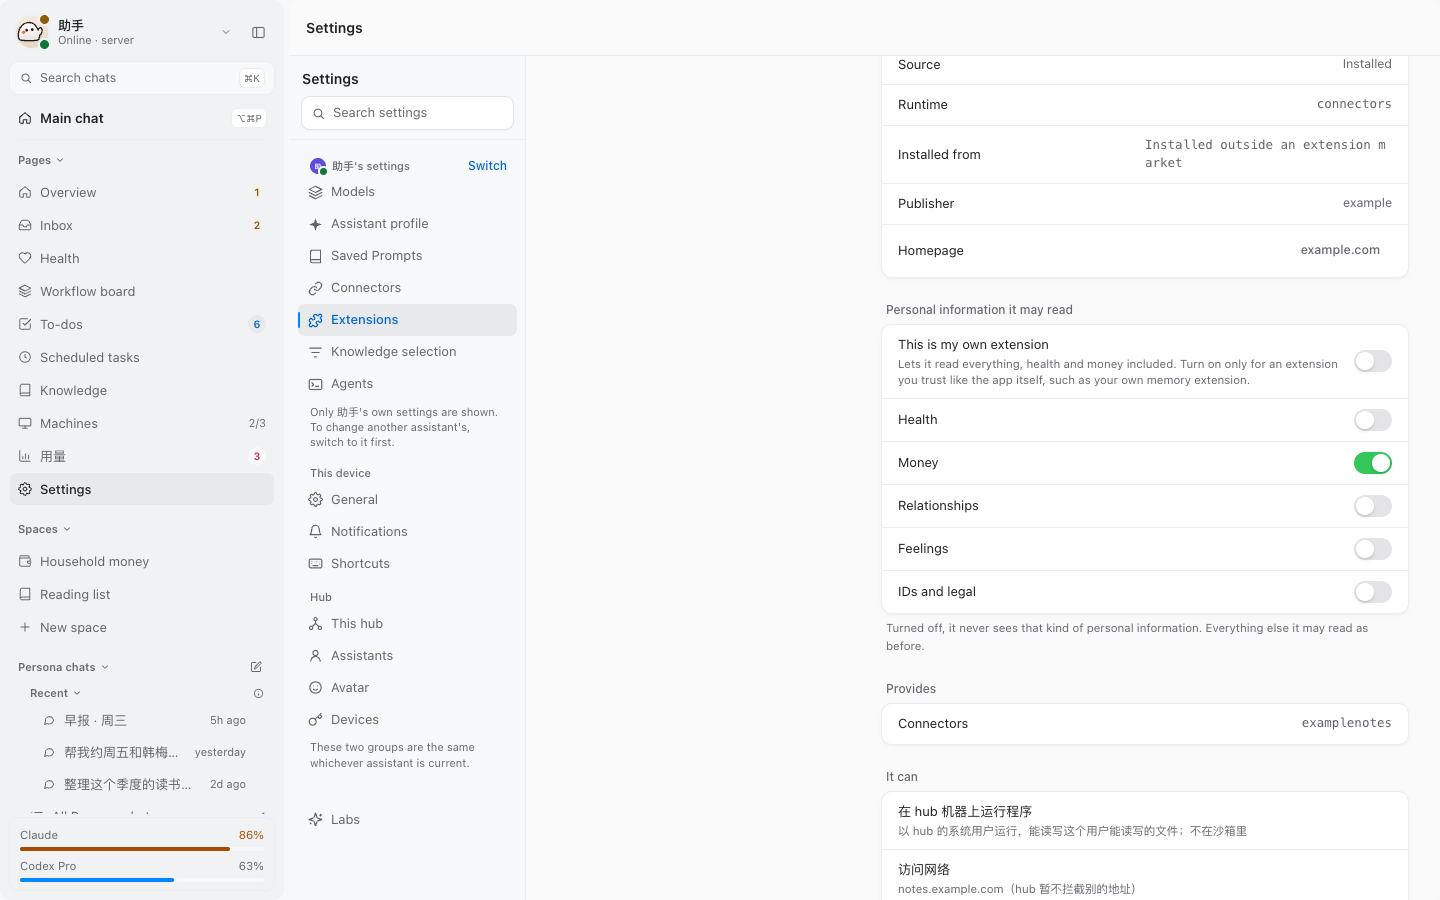 助手
Online · server
Search chats
⌘K
Main chat
⌥⌘P
Pages
Overview
1
Inbox
2
Health
Workflow board
To-dos
6
Scheduled tasks
Knowledge
Machines
2/3
用量
3
Settings
Spaces
Household money
Reading list
New space
Persona chats
Recent
早报 · 周三
5h ago
帮我约周五和韩梅...
yesterday
整理这个季度的读书...
2d ago
Claude
86%
Codex Pro
63%
Settings
Settings
Search settings
助手's settings
Switch
Models
Assistant profile
Saved Prompts
Connectors
Extensions
Knowledge selection
Agents
Only 助手's own settings are shown.
To change another assistant's,
switch to it first.
This device
General
Notifications
Shortcuts
Hub
This hub
Assistants
Avatar
Devices
These two groups are the same
whichever assistant is current.
Labs
Source
Installed
Runtime
connectors
Installed from
Installed outside an extension m
arket
Publisher
example
Homepage
example.com
Personal information it may read
This is my own extension
Lets it read everything, health and money included. Turn on only for an extension
you trust like the app itself, such as your own memory extension.
Health
Money
Relationships
Feelings
IDs and legal
Turned off, it never sees that kind of personal information. Everything else it may read as
before.
Provides
Connectors
examplenotes
It can
在 hub 机器上运行程序
以 hub 的系统用户运行，能读写这个用户能读写的文件；不在沙箱里
访问网络
notes.example.com（hub 暂不拦截别的地址）